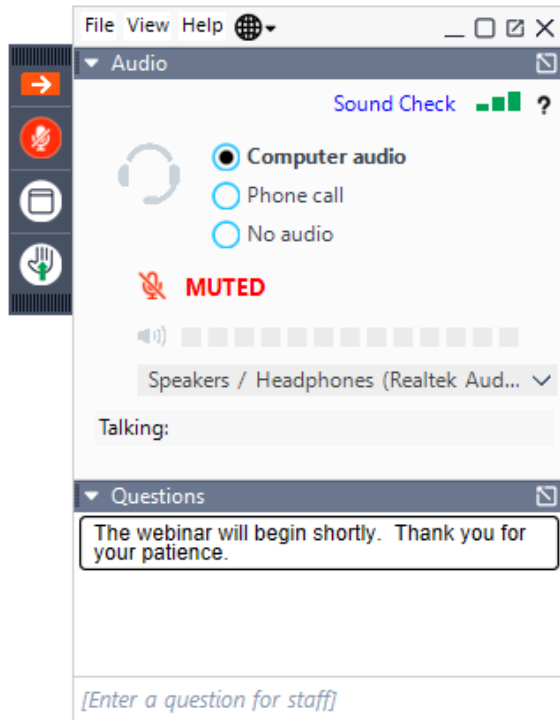 File View Help
Audio
Sound Check ?
Computer audio
Phone call
No audio
MUTED
Speakers / Headphones (Realtek Aud...
Talking:
Questions
The webinar will begin shortly. Thank you for
your patience.
[Enter a question for staff]